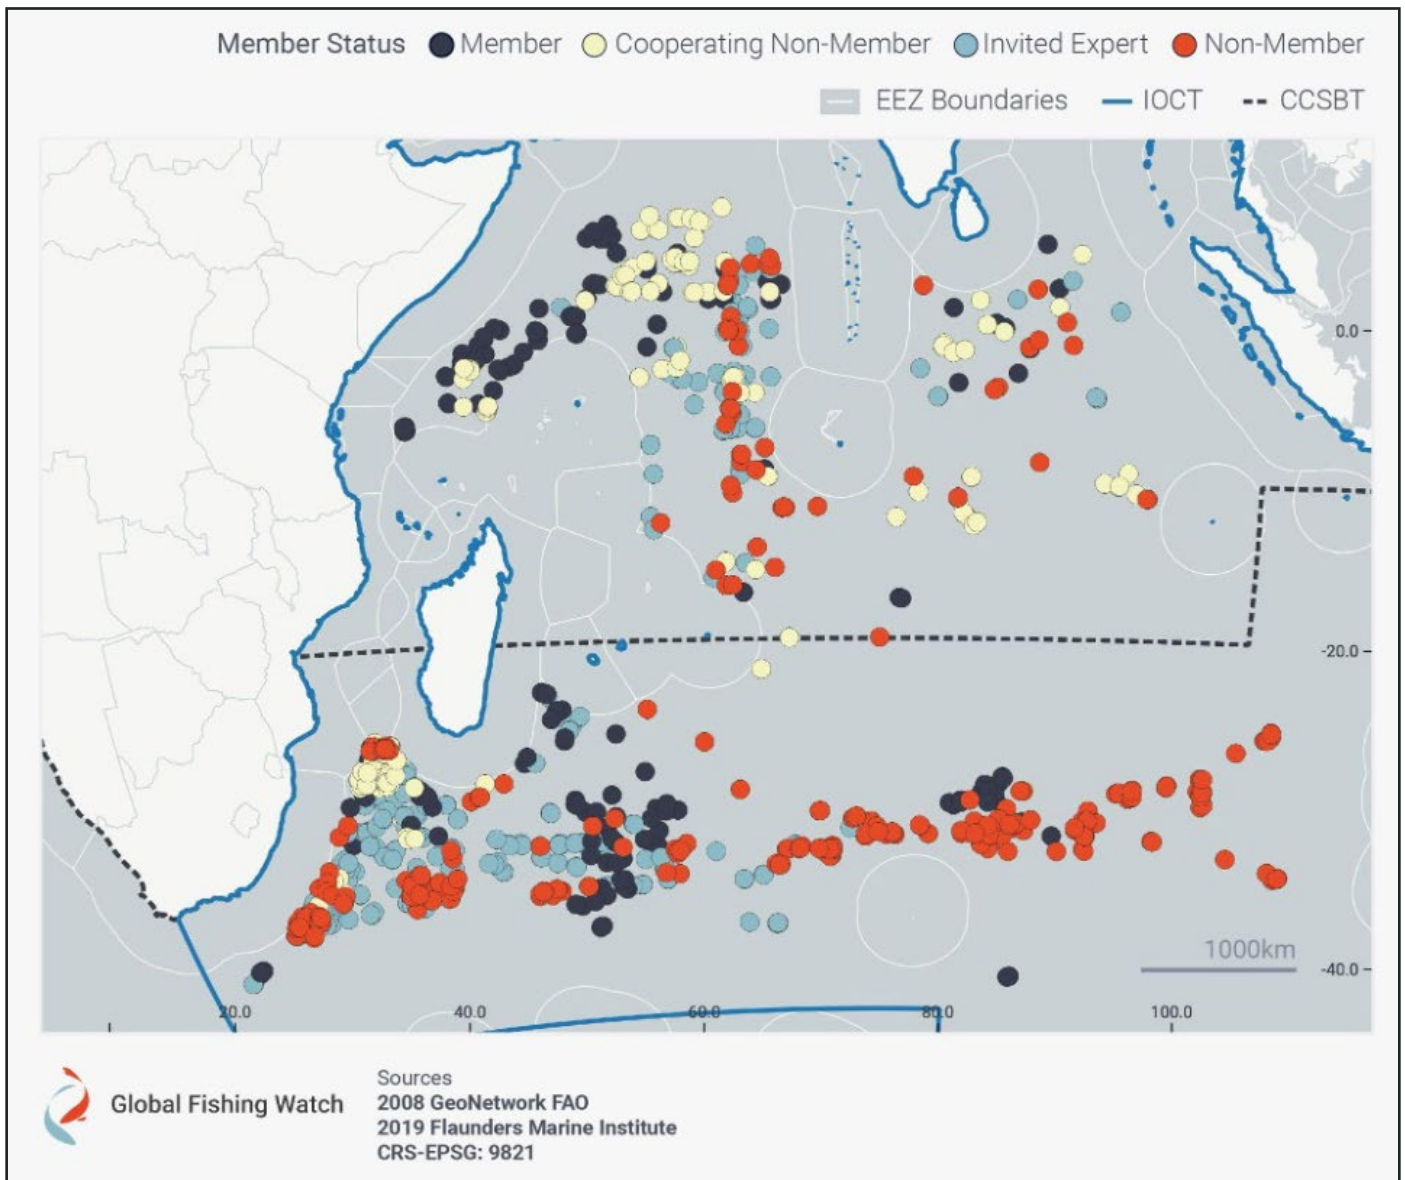 Member Status Member Cooperating Non-Member Invited Expert Non-Member
EEZ Boundaries IOCT CCSBT
0.0
-20.0
1000km
-40.0
20.0 40.0 60.0 80.0 100.0
Global Fishing Watch
Sources
2008 GeoNetwork FAO
2019 Flaunders Marine Institute
CRS-EPSG: 9821